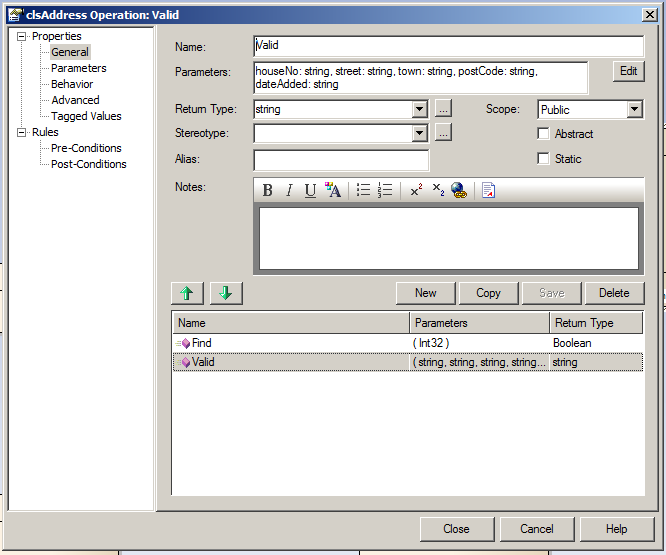 clsAddress Operation: Valid
Properties
General
Parameters
Behavior
Advanced
Tagged Values
Rules
Pre-Conditions
Post-Conditions
Name: Valid
Parameters: houseNo: string, street: string, town: string, postCode: string,
dateAdded: string
Edit
Return Type: string ... Scope: Public
Stereotype: ... Abstract
Alias: Static
Notes: B I U A x² x₂
New Copy Save Delete
Name Parameters Return Type
Find ( Int32 ) Boolean
Valid ( string, string, string, string... string
Close Cancel Help